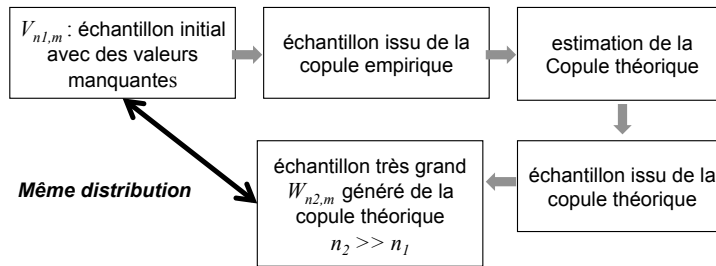 V_{n1,m} : échantillon initial
avec des valeurs
manquantes
échantillon issu de la
copule empirique
estimation de la
Copule théorique
échantillon issu de la
copule théorique
échantillon très grand
W_{n2,m} généré de la
copule théorique
n_2 >> n_1
Même distribution